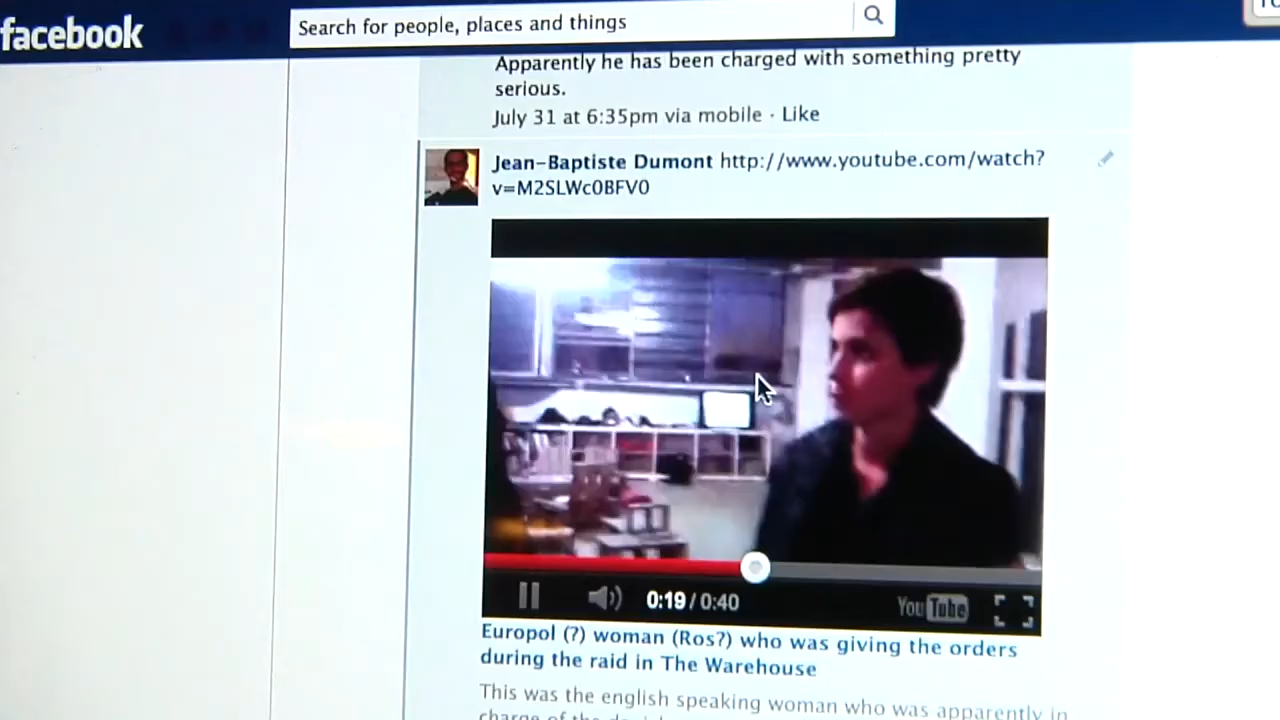 facebook
Search for people, places and things
Apparently he has been charged with something pretty
serious.
July 31 at 6:35pm via mobile · Like
Jean-Baptiste Dumont http://www.youtube.com/watch?
v=M2SLWc0BFV0
0:19 / 0:40
YouTube
Europol (?) woman (Ros?) who was giving the orders
during the raid in The Warehouse
This was the english speaking woman who was apparently in
charge of the